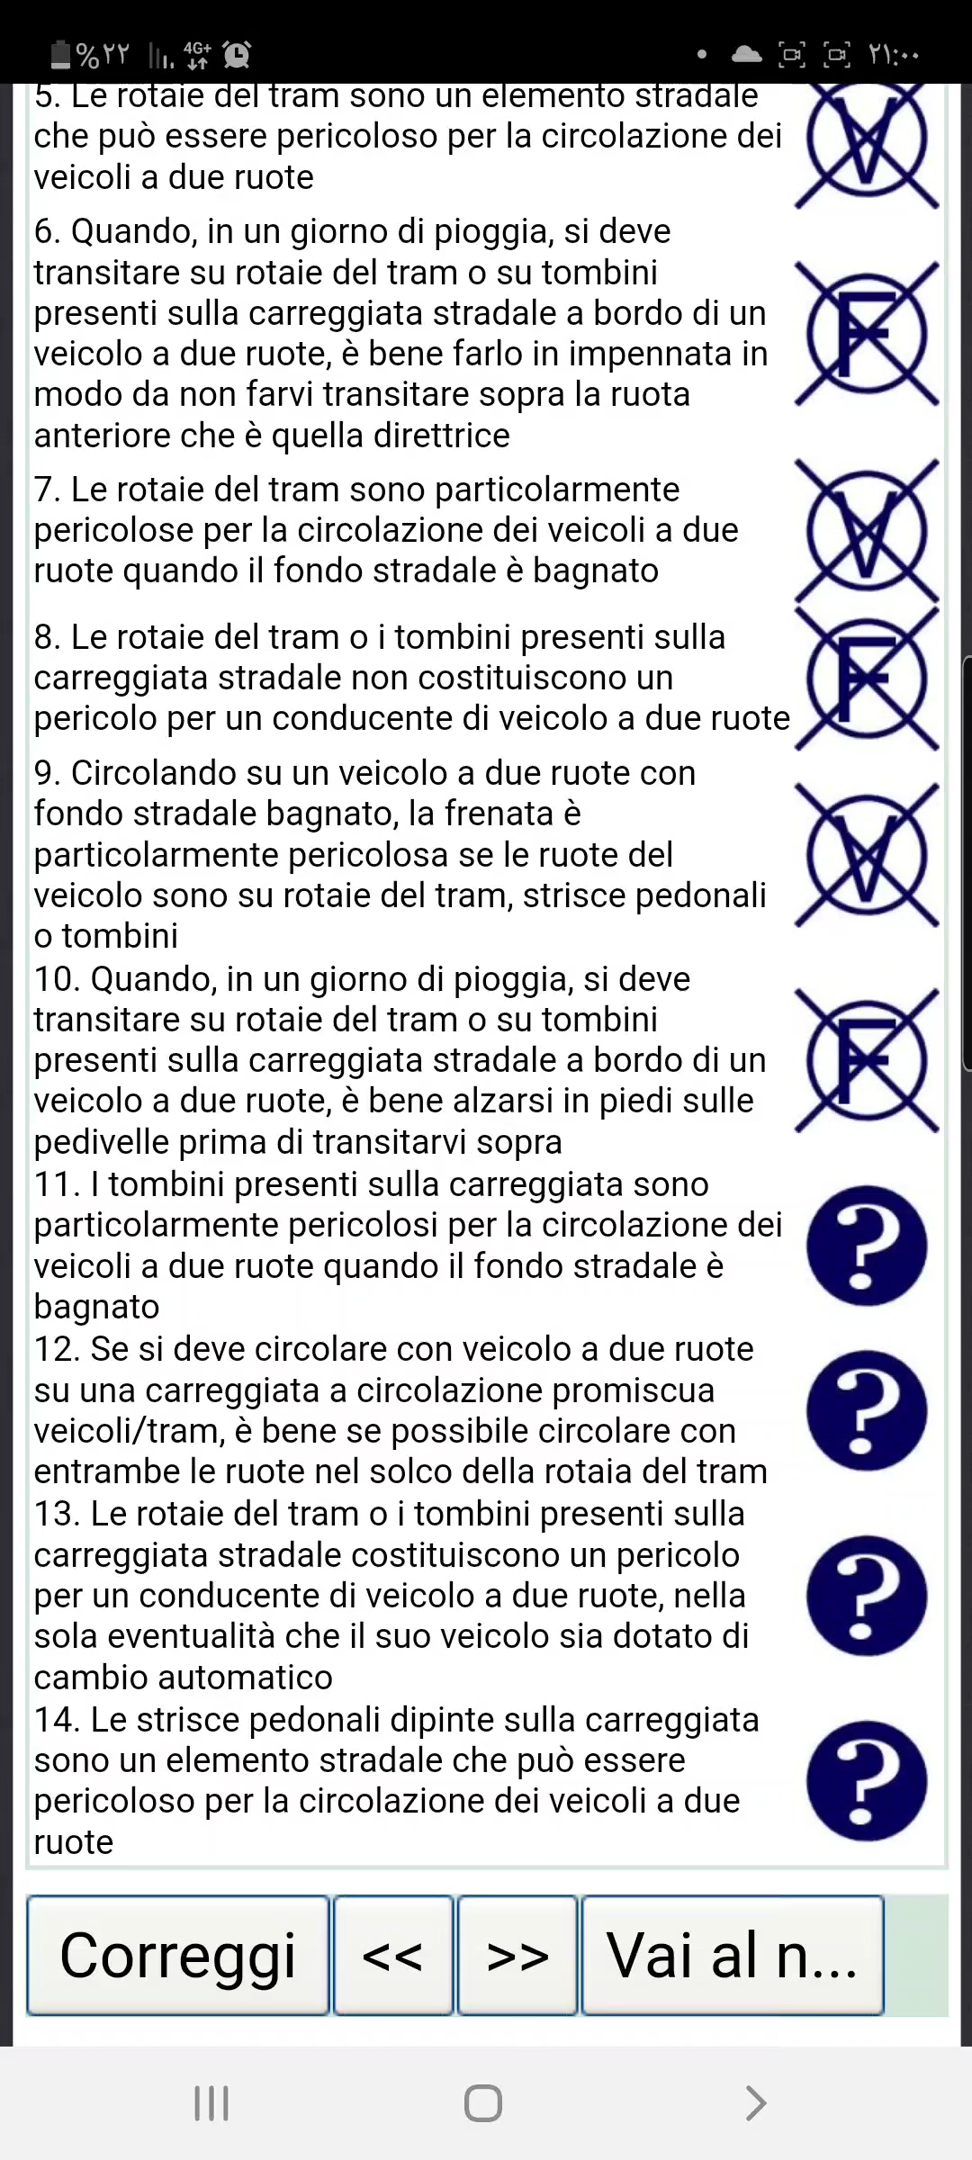 %۲۲ 4G+ ۲۱:۰۰
5. Le rotaie del tram sono un elemento stradale
che può essere pericoloso per la circolazione dei
veicoli a due ruote
V
6. Quando, in un giorno di pioggia, si deve
transitare su rotaie del tram o su tombini
presenti sulla carreggiata stradale a bordo di un
veicolo a due ruote, è bene farlo in impennata in
modo da non farvi transitare sopra la ruota
anteriore che è quella direttrice
F
7. Le rotaie del tram sono particolarmente
pericolose per la circolazione dei veicoli a due
ruote quando il fondo stradale è bagnato
V
8. Le rotaie del tram o i tombini presenti sulla
carreggiata stradale non costituiscono un
pericolo per un conducente di veicolo a due ruote
F
9. Circolando su un veicolo a due ruote con
fondo stradale bagnato, la frenata è
particolarmente pericolosa se le ruote del
veicolo sono su rotaie del tram, strisce pedonali
o tombini
V
10. Quando, in un giorno di pioggia, si deve
transitare su rotaie del tram o su tombini
presenti sulla carreggiata stradale a bordo di un
veicolo a due ruote, è bene alzarsi in piedi sulle
pedivelle prima di transitarvi sopra
F
11. I tombini presenti sulla carreggiata sono
particolarmente pericolosi per la circolazione dei
veicoli a due ruote quando il fondo stradale è
bagnato
?
12. Se si deve circolare con veicolo a due ruote
su una carreggiata a circolazione promiscua
veicoli/tram, è bene se possibile circolare con
entrambe le ruote nel solco della rotaia del tram
?
13. Le rotaie del tram o i tombini presenti sulla
carreggiata stradale costituiscono un pericolo
per un conducente di veicolo a due ruote, nella
sola eventualità che il suo veicolo sia dotato di
cambio automatico
?
14. Le strisce pedonali dipinte sulla carreggiata
sono un elemento stradale che può essere
pericoloso per la circolazione dei veicoli a due
ruote
?
Correggi << >> Vai al n...